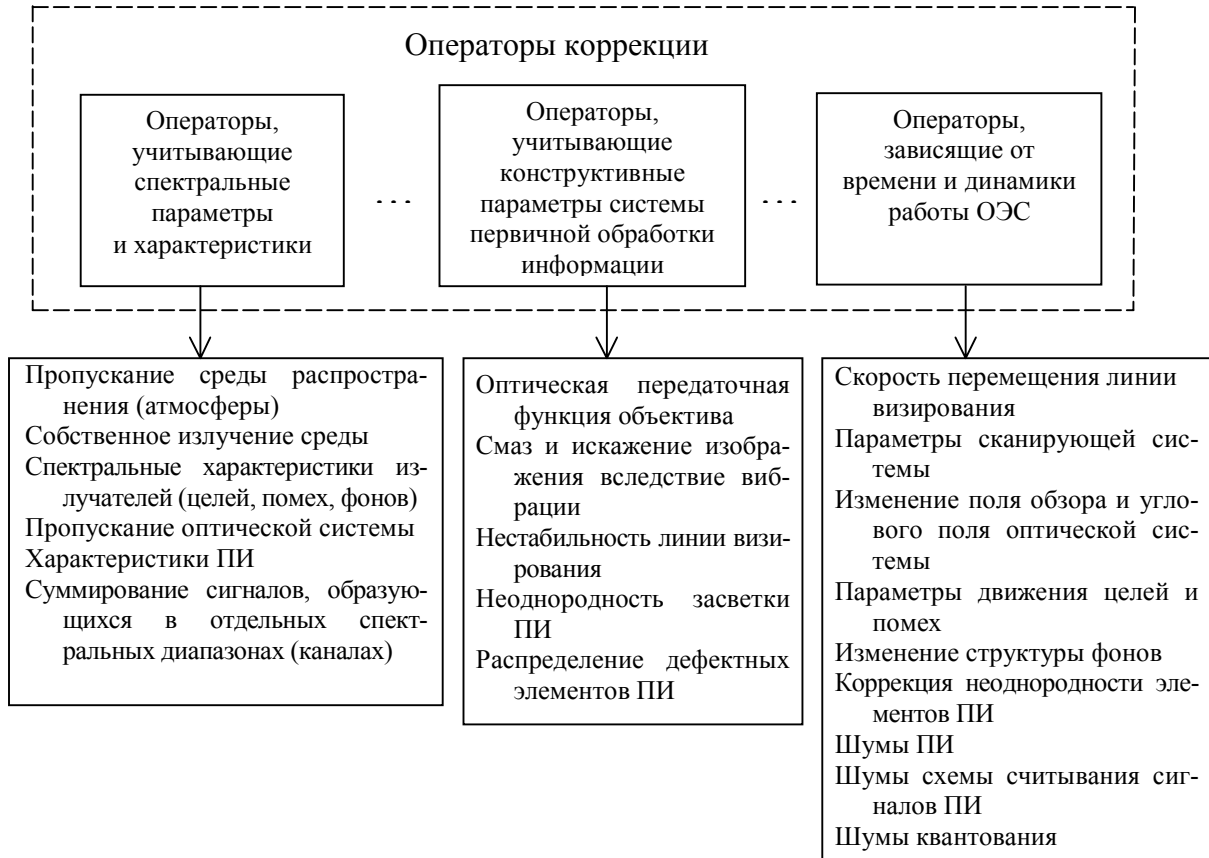 Операторы коррекции
Операторы,
учитывающие
спектральные
параметры
и характеристики
. . .
Операторы,
учитывающие
конструктивные
параметры системы
первичной обработки
информации
. . .
Операторы,
зависящие от
времени и динамики
работы ОЭС
Пропускание среды распростра-
нения (атмосферы)
Собственное излучение среды
Спектральные характеристики из-
лучателей (целей, помех, фонов)
Пропускание оптической системы
Характеристики ПИ
Суммирование сигналов, образую-
щихся в отдельных спект-
ральных диапазонах (каналах)
Оптическая передаточная
функция объектива
Смаз и искажение изобра-
жения вследствие виб-
рации
Нестабильность линии визи-
рования
Неоднородность засветки
ПИ
Распределение дефектных
элементов ПИ
Скорость перемещения линии
визирования
Параметры сканирующей сис-
темы
Изменение поля обзора и угло-
вого поля оптической сис-
темы
Параметры движения целей и
помех
Изменение структуры фонов
Коррекция неоднородности эле-
ментов ПИ
Шумы ПИ
Шумы схемы считывания сиг-
налов ПИ
Шумы квантования